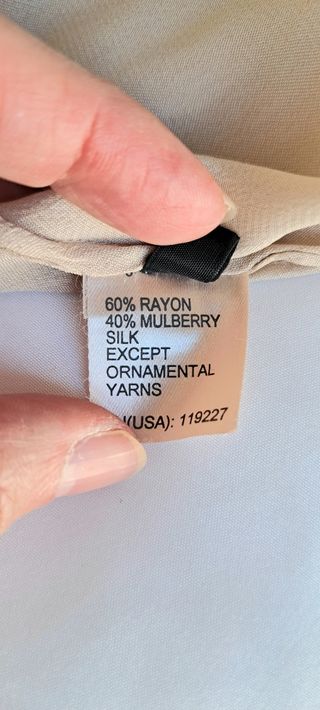 60% RAYON
40% MULBERRY
SILK
EXCEPT
ORNAMENTAL
YARNS
(USA): 119227